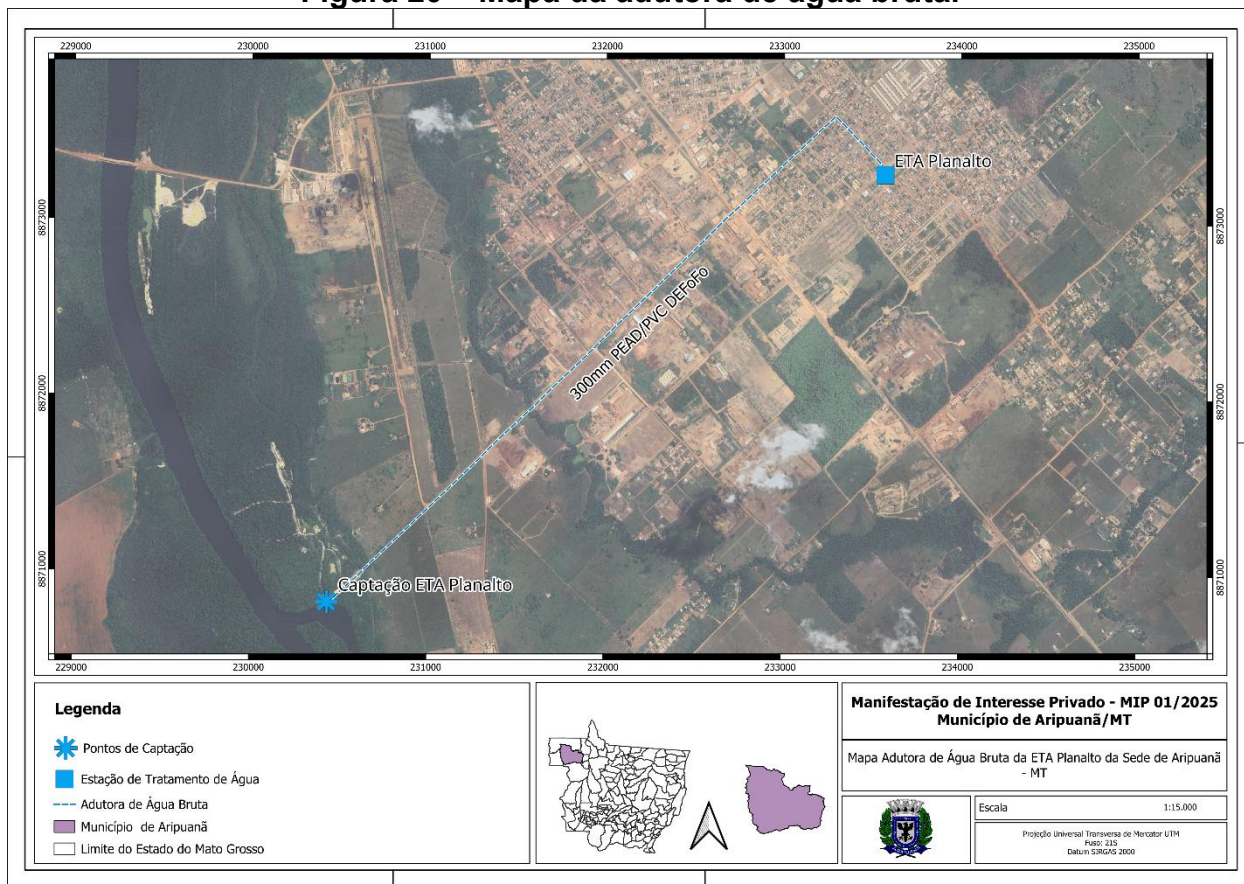 229000 230000 231000 232000 233000 234000 235000
ETA Planalto
8873000 8873000
300mm PEAD/PVC DEFoFo
8872000 8872000
8871000 8871000
Captação ETA Planalto
229000 230000 231000 232000 233000 234000 235000
Legenda
Pontos de Captação
Estação de Tratamento de Água
Adutora de Água Bruta
Município de Aripuanã
Limite do Estado do Mato Grosso
Manifestação de Interesse Privado - MIP 01/2025
Município de Aripuanã/MT
Mapa Adutora de Água Bruta da ETA Planalto da Sede de Aripuanã
- MT
Escala 1:15.000
Projeção Universal Transversa de Mercator UTM
Fuso: 21S
Datum SIRGAS 2000